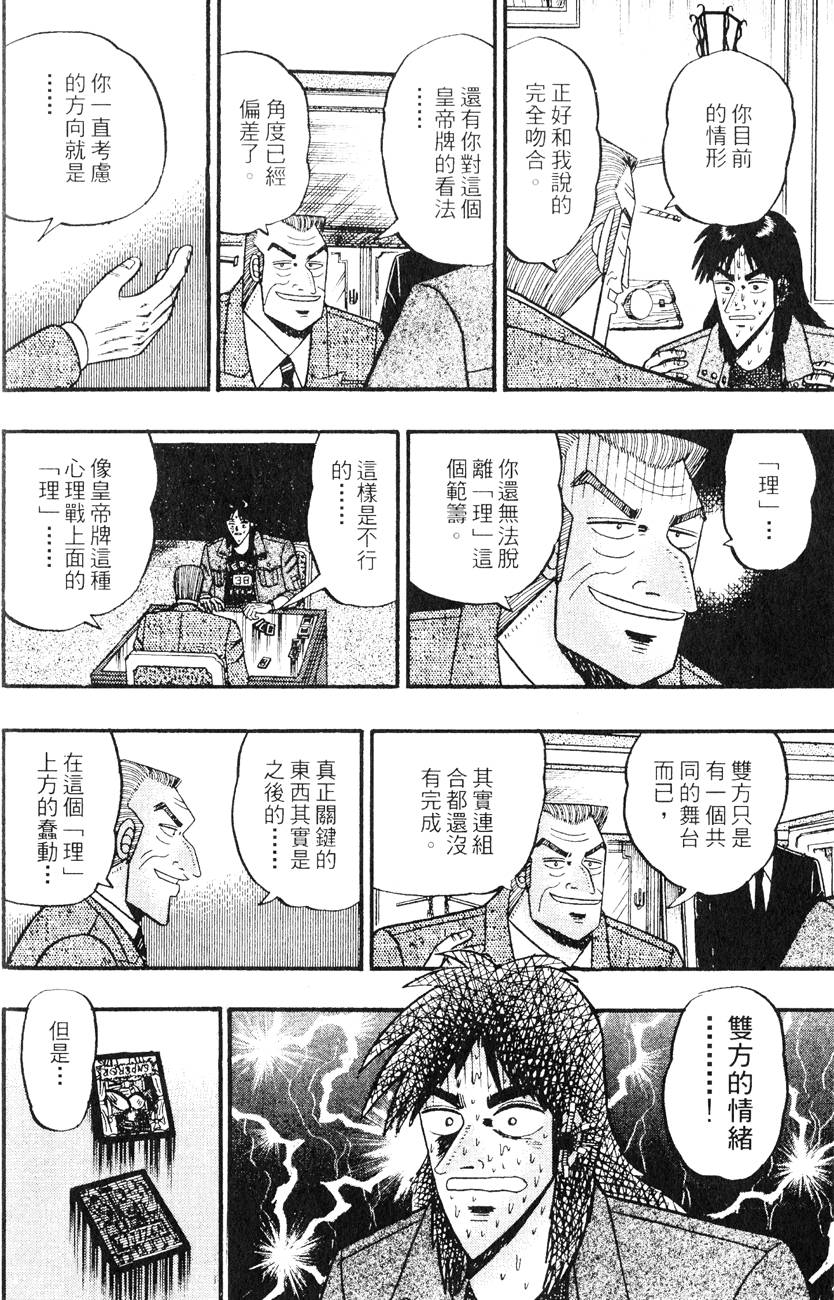 你目前
的情形
正好和我說的
完全吻合。
還有你對這個
皇帝牌的看法
……
角度已經
偏差了。
你一直考慮
的方向就是
……
「理」…
你還無法脫
離「理」這
個範籌。
這樣是不行
的……
像皇帝牌這種
心理戰上面的
「理」……
雙方只是
有一個共
同的舞台
而已，
其實連組
合都還沒
有完成。
真正關鍵的
東西其實是
之後的……
在這個「理」
上方的蠢動…
雙方的情緒
………！
但是…
EMPEROR
38